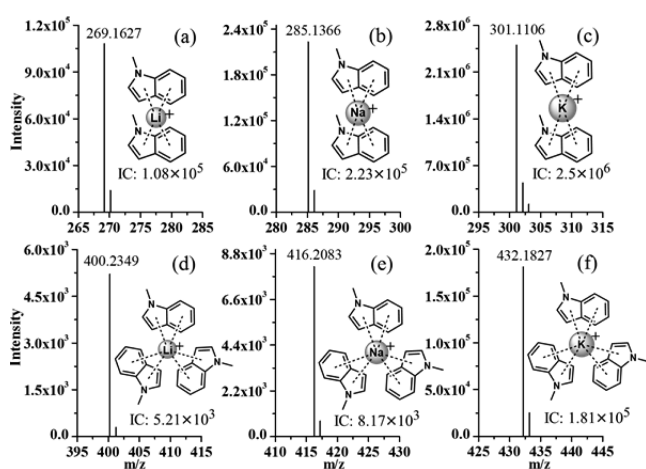 Intensity
1.2x10⁵
9.0x10⁴
6.0x10⁴
3.0x10⁴
0.0
269.1627
(a)
N
Li
+
N
IC: 1.08×10⁵
265 270 275 280 285
2.4x10⁵
1.8x10⁵
1.2x10⁵
6.0x10⁴
0.0
285.1366
(b)
N
Na
+
N
IC: 2.23×10⁵
280 285 290 295 300
2.8x10⁶
2.1x10⁶
1.4x10⁶
7.0x10⁵
0.0
301.1106
(c)
N
K
+
N
IC: 2.5×10⁶
295 300 305 310 315
Intensity
6.0x10³
4.5x10³
3.0x10³
1.5x10³
0.0
400.2349
(d)
N
Li
+
N
N
IC: 5.21×10³
395 400 405 410 415
m/z
8.8x10³
6.6x10³
4.4x10³
2.2x10³
0.0
416.2083
(e)
N
Na
+
N
N
IC: 8.17×10³
410 415 420 425 430
m/z
2.0x10⁵
1.5x10⁵
1.0x10⁵
5.0x10⁴
0.0
432.1827
(f)
N
K
+
N
N
IC: 1.81×10⁵
430 435 440 445
m/z